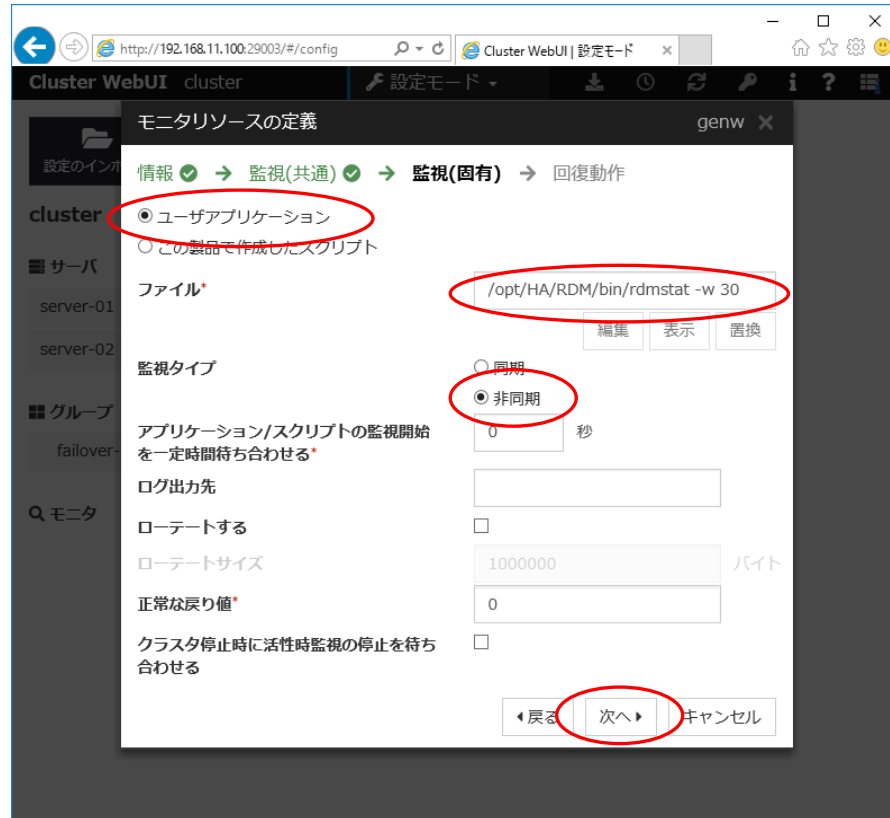 http://192.168.11.100:29003/#/config
Cluster WebUI | 設定モード
Cluster WebUI cluster
設定モード
モニタリソースの定義
genw
設定のインポ
情報 → 監視(共通) → 監視(固有) → 回復動作
cluster
ユーザアプリケーション
この製品で作成したスクリプト
サーバ
ファイル*
/opt/HA/RDM/bin/rdmstat -w 30
server-01
編集 表示 置換
server-02
監視タイプ
同期
非同期
グループ
アプリケーション/スクリプトの監視開始
を一定時間待ち合わせる*
0 秒
failover-
ログ出力先
モニタ
ローテートする
ローテートサイズ
1000000 バイト
正常な戻り値*
0
クラスタ停止時に活性時監視の停止を待ち
合わせる
戻る 次へ キャンセル